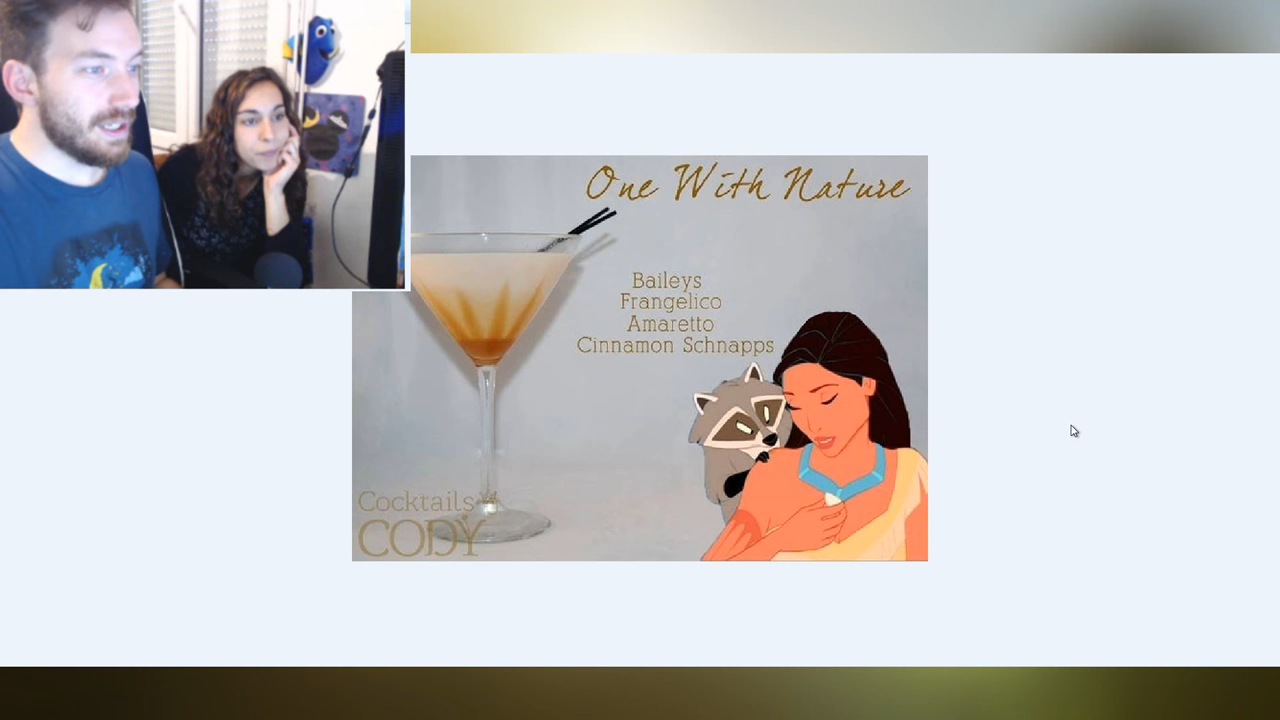 One With Nature
Baileys
Frangelico
Amaretto
Cinnamon Schnapps
Cocktails
CODY